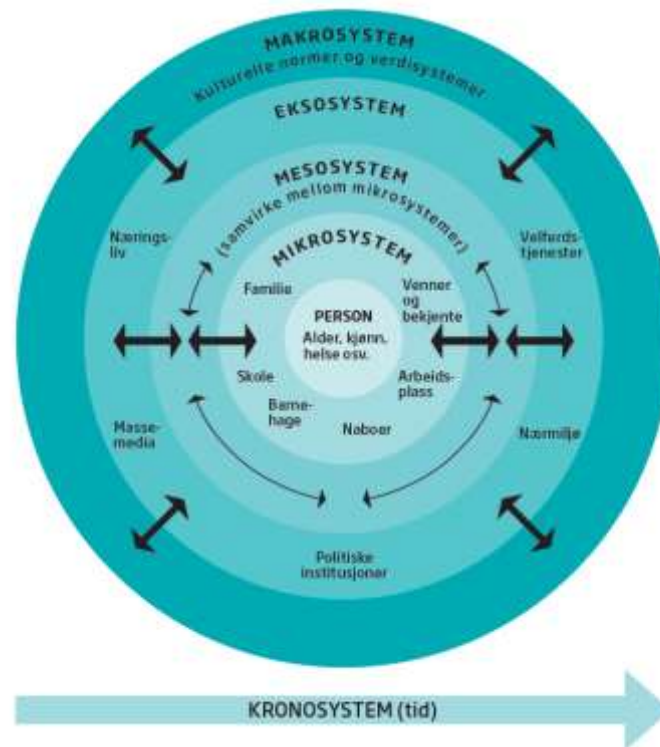 MAKROSYSTEM
Kulturelle normer og verdisystemer
EKSOSYSTEM
MESOSYSTEM
(samvirke mellom mikrosystemer)
MIKROSYSTEM
Nærings-
liv
Velferds-
tjenester
Familie
Venner
og
bekjente
PERSON
Alder, kjønn,
helse osv.
Skole
Arbeids-
plass
Barne-
hage
Naboer
Masse-
media
Nærmiljø
Politiske
institusjoner
KRONOSYSTEM (tid)